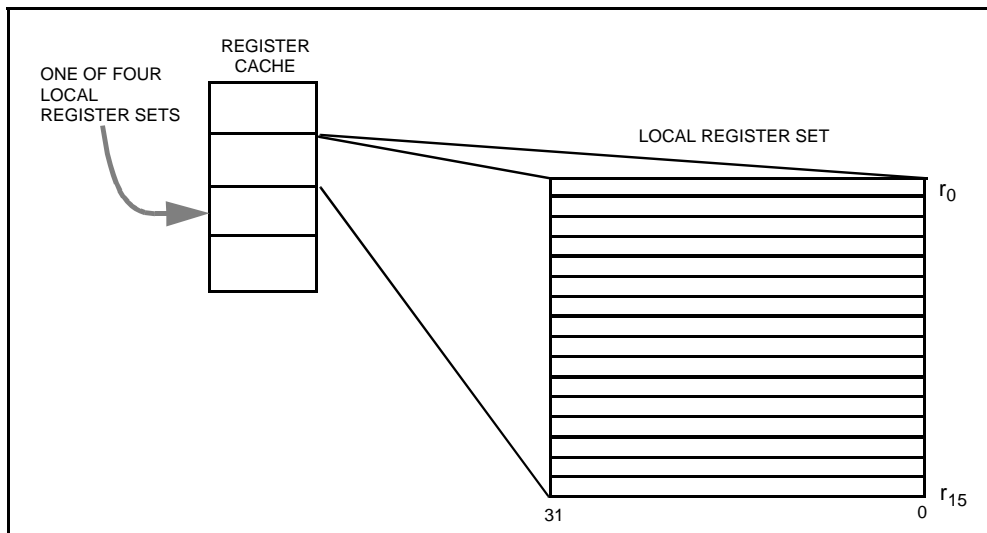 REGISTER
CACHE
ONE OF FOUR
LOCAL
REGISTER SETS
LOCAL REGISTER SET
r0
r15
31
0